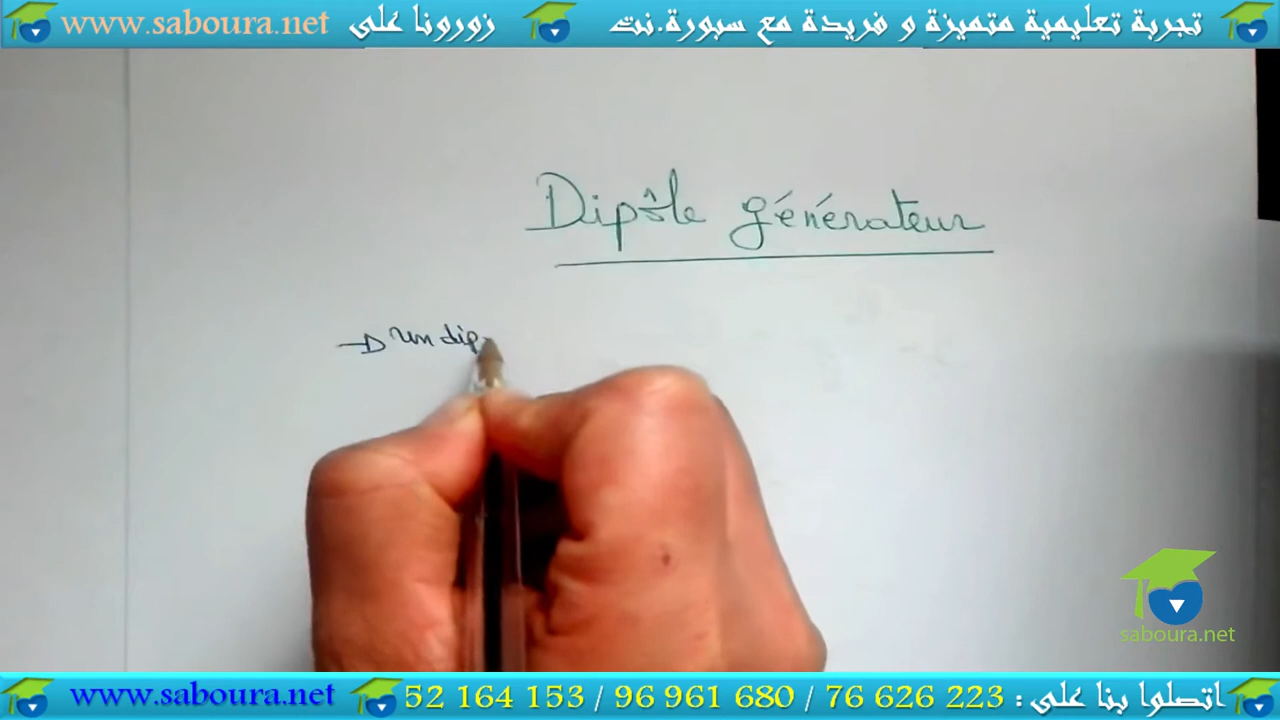 تجربة تعليمية متميزة و فريدة مع سبورة.نت زورونا على www.saboura.net
Dipôle générateur
Un dip
saboura.net
اتصلوا بنا على : 52 164 153 / 96 961 680 / 76 626 223 www.saboura.net